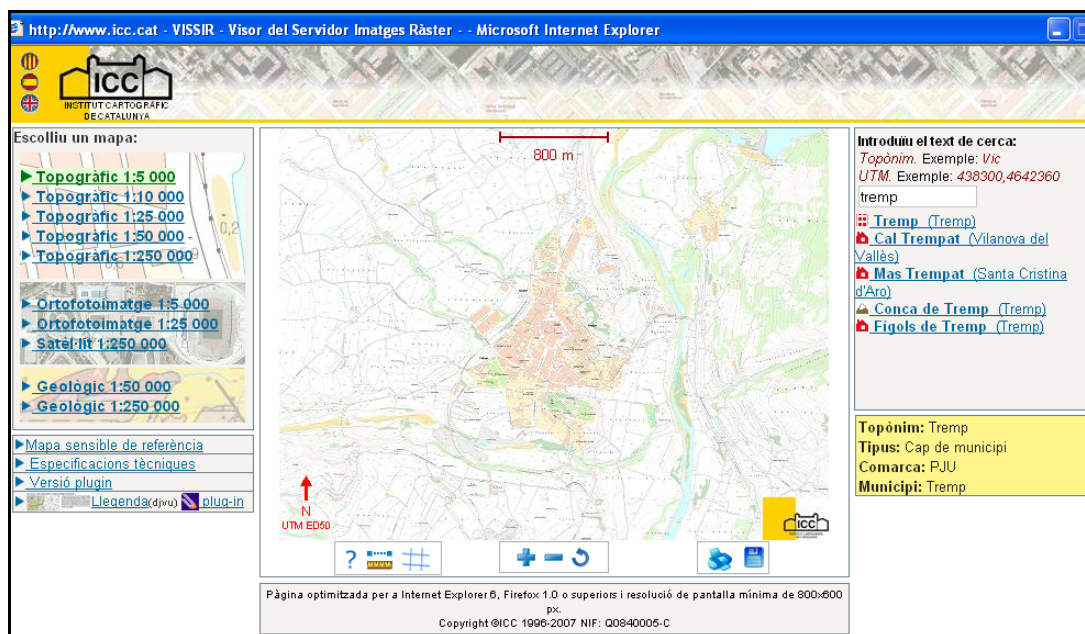 http://www.icc.cat - VISSIR - Visor del Servidor Imatges Ràster - - Microsoft Internet Explorer
ICC
INSTITUT CARTOGRÀFIC
DE CATALUNYA
Escolliu un mapa:
Topogràfic 1:5 000
Topogràfic 1:10 000
Topogràfic 1:25 000
Topogràfic 1:50 000
Topogràfic 1:250 000
0,2
Ortofotoimatge 1:5 000
Ortofotoimatge 1:25 000
Satèl·lit 1:250 000
Geològic 1:50 000
Geològic 1:250 000
Mapa sensible de referència
Especificacions tècniques
Versió plugin
Llegenda(djvu) plug-in
800 m
N
UTM ED50
icc
?
Pàgina optimitzada per a Internet Explorer 6, Firefox 1.0 o superiors i resolució de pantalla mínima de 800x600
px.
Copyright ©ICC 1996-2007 NIF: Q0840005-C
Introduïu el text de cerca:
Topònim. Exemple: Vic
UTM. Exemple: 438300,4642360
tremp
Tremp (Tremp)
Cal Trempat (Vilanova del
Vallès)
Mas Trempat (Santa Cristina
d'Aro)
Conca de Tremp (Tremp)
Fígols de Tremp (Tremp)
Topònim: Tremp
Tipus: Cap de municipi
Comarca: PJU
Municipi: Tremp